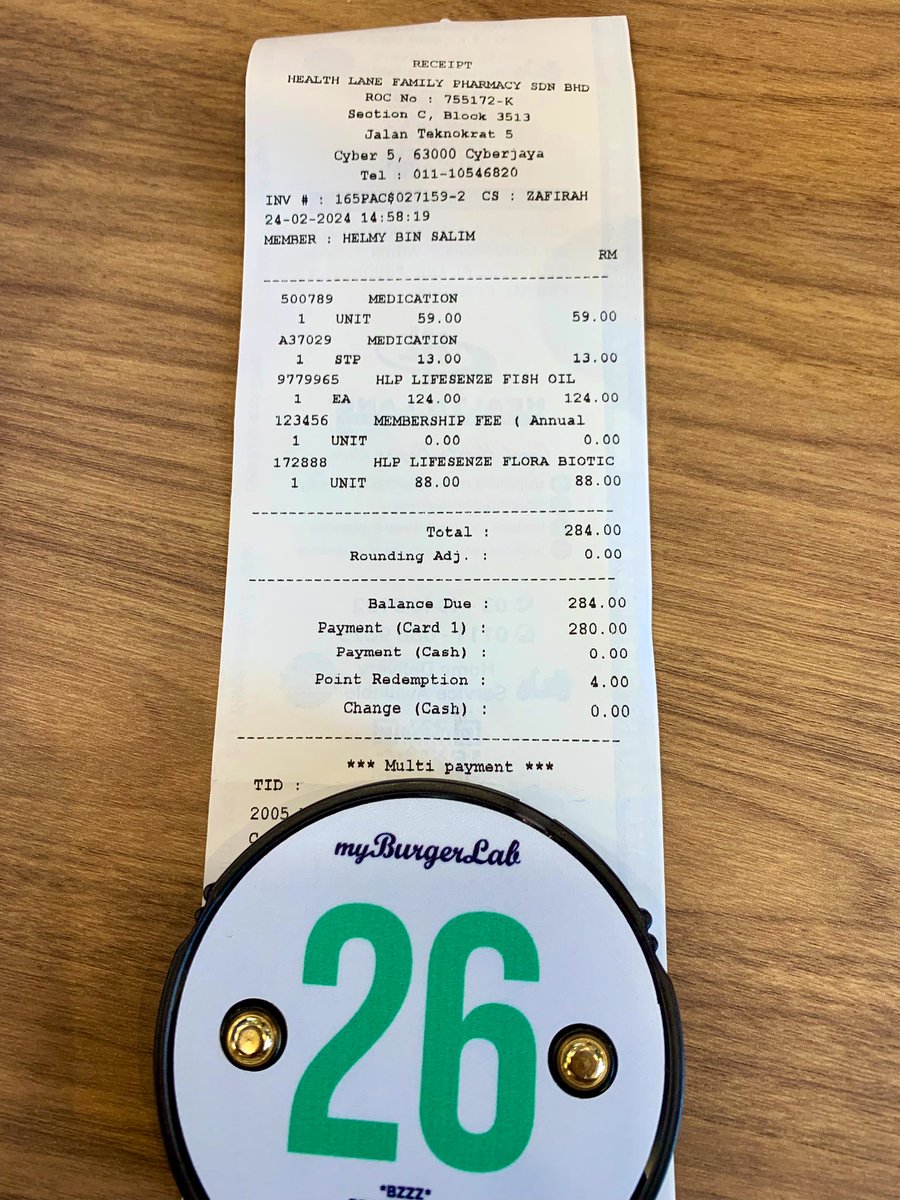 RECEIPT
HEALTH LANE FAMILY PHARMACY SDN BHD
ROC No : 755172-K
Section C, Block 3513
Jalan Teknokrat 5
Cyber 5, 63000 Cyberjaya
Tel : 011-10546820
INV # : 165PAC$027159-2 CS : ZAFIRAH
24-02-2024 14:58:19
MEMBER : HELMY BIN SALIM
RM
500789 MEDICATION
1 UNIT 59.00 59.00
A37029 MEDICATION
1 STP 13.00 13.00
9779965 HLP LIFESENZE FISH OIL
1 EA 124.00 124.00
123456 MEMBERSHIP FEE ( Annual
1 UNIT 0.00 0.00
172888 HLP LIFESENZE FLORA BIOTIC
1 UNIT 88.00 88.00
Total : 284.00
Rounding Adj. : 0.00
Balance Due : 284.00
Payment (Card 1) : 280.00
Payment (Cash) : 0.00
Point Redemption : 4.00
Change (Cash) : 0.00
*** Multi payment ***
TID :
2005
myBurgerLab
26
*BZZZ*